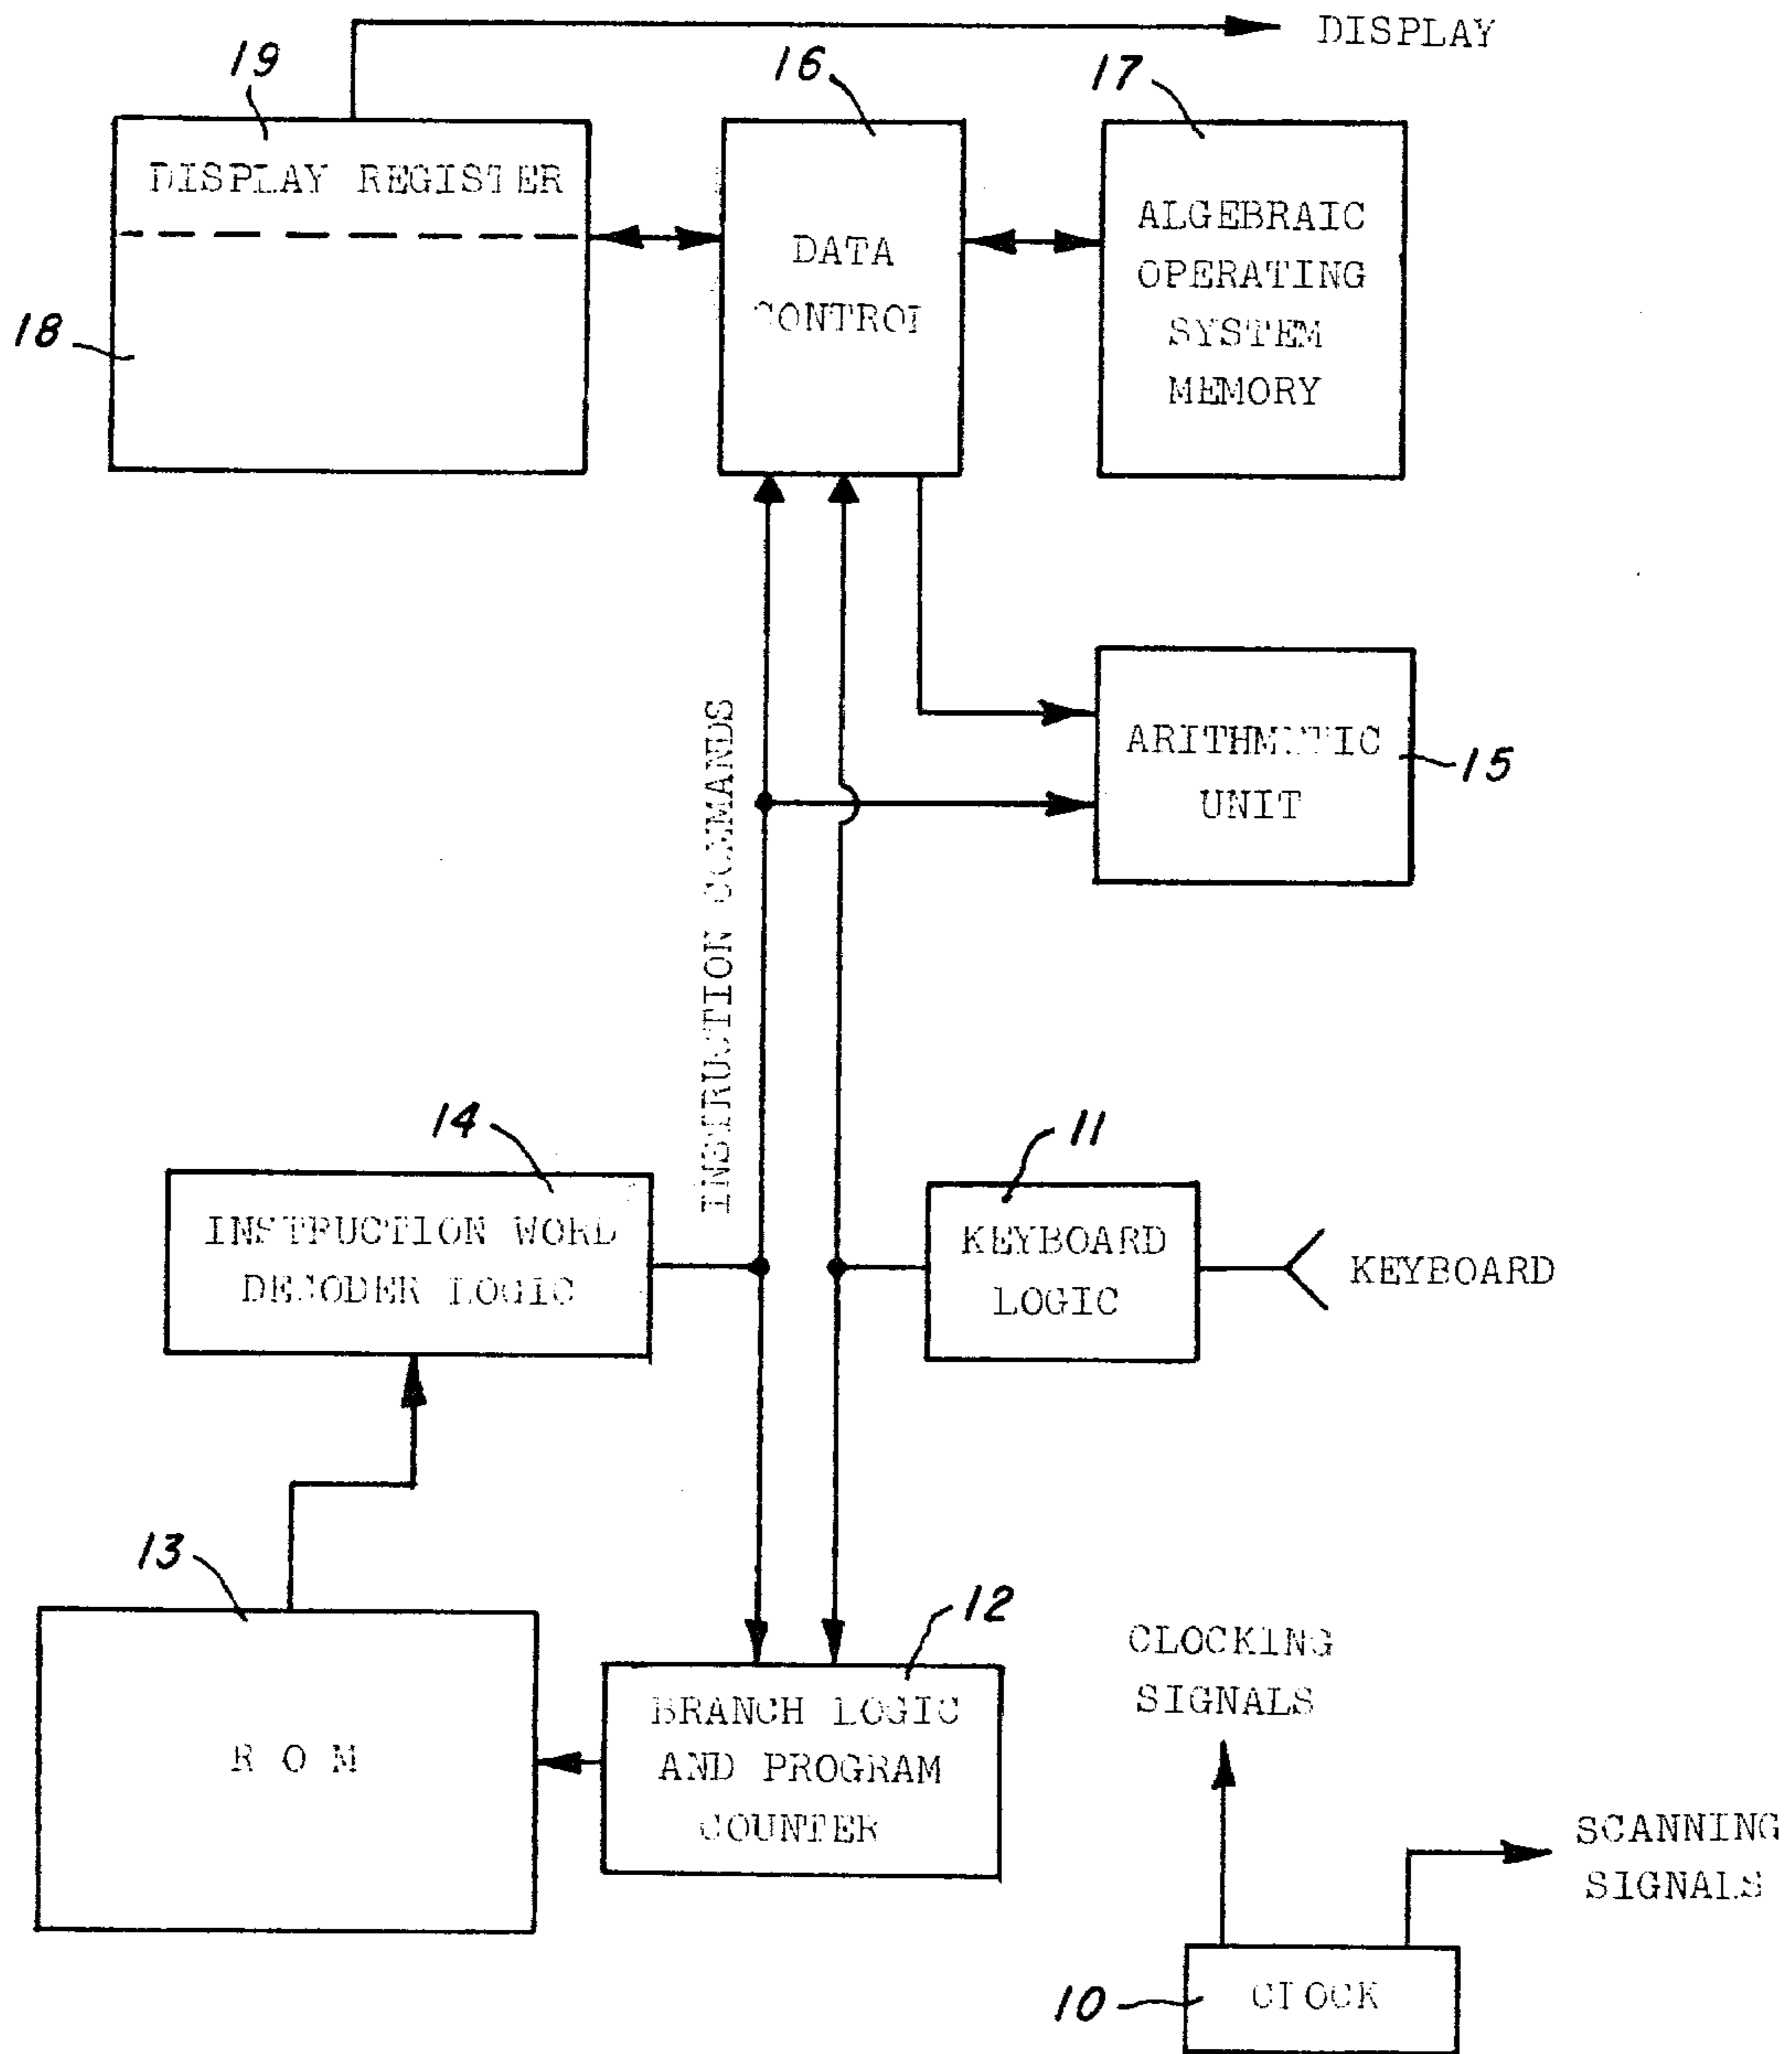 DISPLAY
19
16
17
DISPLAY REGISTER
18
DATA
CONTROL
ALGEBRAIC
OPERATING
SYSTEM
MEMORY
INSTRUCTION COMMANDS
ARITHMETIC
UNIT
15
14
11
INSTRUCTION WORD
DECODER LOGIC
KEYBOARD
LOGIC
KEYBOARD
13
12
R O M
BRANCH LOGIC
AND PROGRAM
COUNTER
CLOCKING
SIGNALS
SCANNING
SIGNALS
10
CLOCK